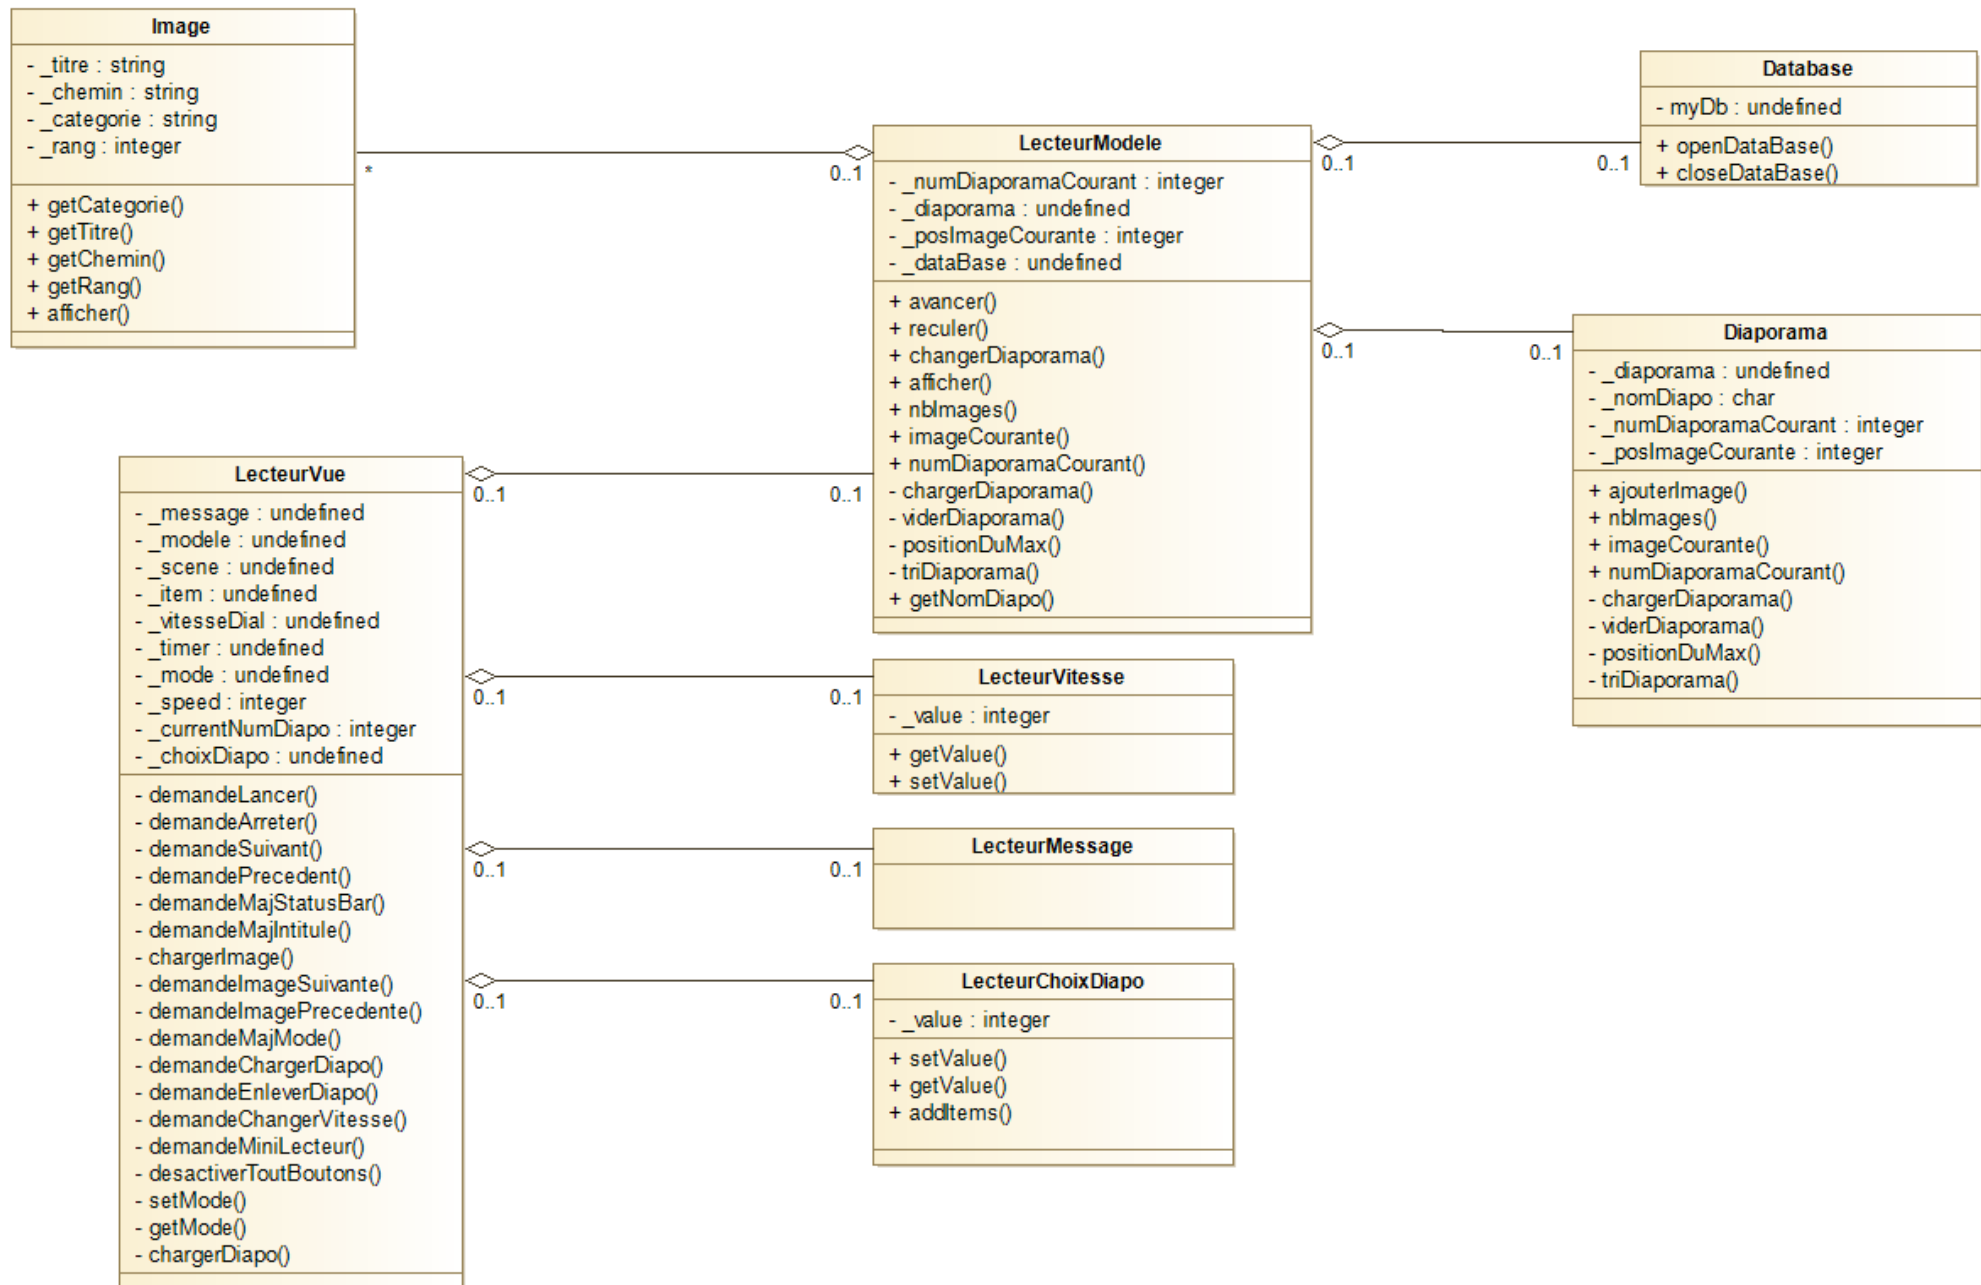 Image
- _titre : string
- _chemin : string
- _categorie : string
- _rang : integer
+ getCategorie()
+ getTitre()
+ getChemin()
+ getRang()
+ afficher()
*
0..1
LecteurModele
- _numDiaporamaCourant : integer
- _diaporama : undefined
- _posImageCourante : integer
- _dataBase : undefined
+ avancer()
+ reculer()
+ changerDiaporama()
+ afficher()
+ nbImages()
+ imageCourante()
+ numDiaporamaCourant()
- chargerDiaporama()
- viderDiaporama()
- positionDuMax()
- triDiaporama()
+ getNomDiapo()
0..1
0..1
Database
- myDb : undefined
+ openDataBase()
+ closeDataBase()
0..1
0..1
Diaporama
- _diaporama : undefined
- _nomDiapo : char
- _numDiaporamaCourant : integer
- _posImageCourante : integer
+ ajouterImage()
+ nbImages()
+ imageCourante()
+ numDiaporamaCourant()
- chargerDiaporama()
- viderDiaporama()
- positionDuMax()
- triDiaporama()
LecteurVue
- _message : undefined
- _modele : undefined
- _scene : undefined
- _item : undefined
- _vitesseDial : undefined
- _timer : undefined
- _mode : undefined
- _speed : integer
- _currentNumDiapo : integer
- _choixDiapo : undefined
- demandeLancer()
- demandeArreter()
- demandeSuivant()
- demandePrecedent()
- demandeMajStatusBar()
- demandeMajIntitule()
- chargerImage()
- demandeImageSuivante()
- demandeImagePrecedente()
- demandeMajMode()
- demandeChargerDiapo()
- demandeEnleverDiapo()
- demandeChangerVitesse()
- demandeMiniLecteur()
- desactiverToutBoutons()
- setMode()
- getMode()
- chargerDiapo()
0..1
0..1
0..1
0..1
LecteurVitesse
- _value : integer
+ getValue()
+ setValue()
0..1
0..1
LecteurMessage
0..1
0..1
LecteurChoixDiapo
- _value : integer
+ setValue()
+ getValue()
+ addItems()